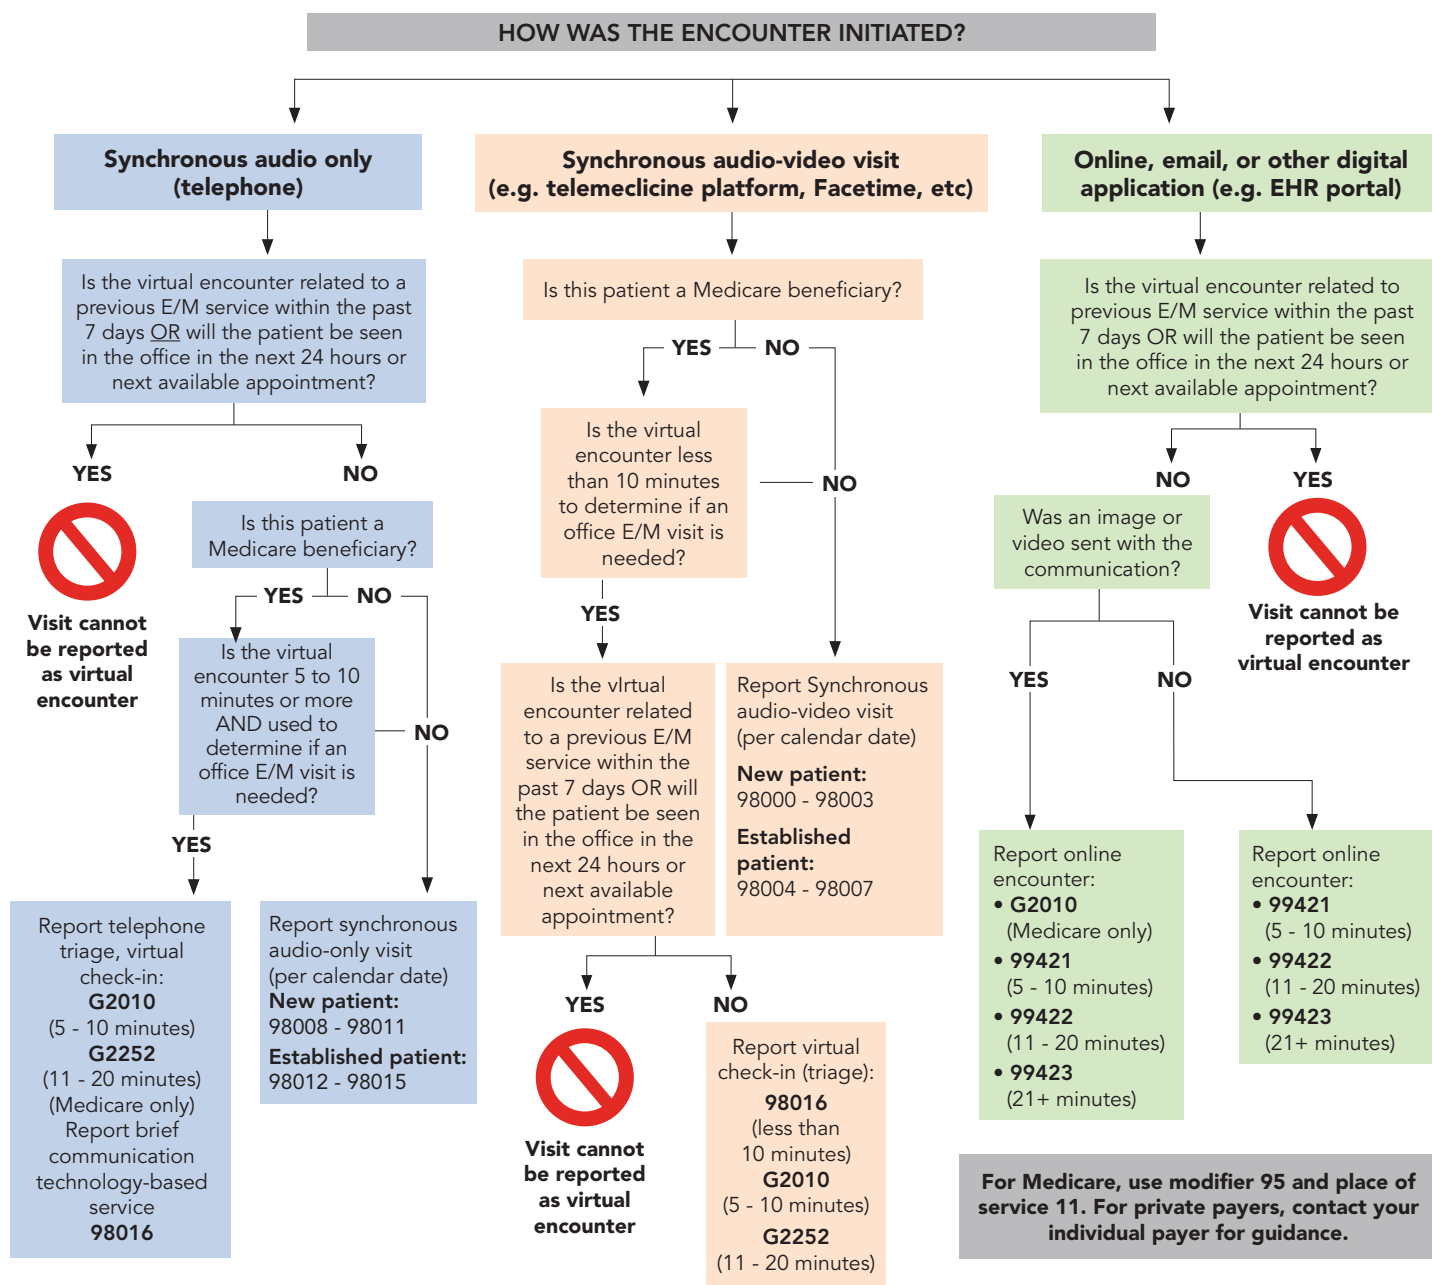 HOW WAS THE ENCOUNTER INITIATED?
Synchronous audio only
(telephone)
Is the virtual encounter related to a
previous E/M service within the past
7 days OR will the patient be seen
in the office in the next 24 hours or
next available appointment?
YES
NO
Visit cannot
be reported
as virtual
encounter
Is this patient a
Medicare beneficiary?
YES
NO
Is the virtual
encounter 5 to 10
minutes or more
AND used to
determine if an
office E/M visit is
needed?
NO
YES
Report telephone
triage, virtual
check-in:
G2010
(5 - 10 minutes)
G2252
(11 - 20 minutes)
(Medicare only)
Report brief
communication
technology-based
service
98016
Report synchronous
audio-only visit
(per calendar date)
New patient:
98008 - 98011
Established patient:
98012 - 98015
Synchronous audio-video visit
(e.g. telemeclicine platform, Facetime, etc)
Is this patient a Medicare beneficiary?
YES
NO
Is the virtual
encounter less
than 10 minutes
to determine if an
office E/M visit is
needed?
NO
YES
Is the vIrtual
encounter related
to a previous E/M
service within the
past 7 days OR will
the patient be seen
in the office in the
next 24 hours or
next available
appointment?
Report Synchronous
audio-video visit
(per calendar date)
New patient:
98000 - 98003
Established
patient:
98004 - 98007
YES
NO
Visit cannot
be reported
as virtual
encounter
Report virtual
check-in (triage):
98016
(less than
10 minutes)
G2010
(5 - 10 minutes)
G2252
(11 - 20 minutes)
Online, email, or other digital
application (e.g. EHR portal)
Is the virtual encounter related to
previous E/M service within the past
7 days OR will the patient be seen
in the office in the next 24 hours or
next available appointment?
NO
YES
Was an image or
video sent with the
communication?
Visit cannot be
reported as
virtual encounter
YES
NO
Report online
encounter:
• G2010
(Medicare only)
• 99421
(5 - 10 minutes)
• 99422
(11 - 20 minutes)
• 99423
(21+ minutes)
Report online
encounter:
• 99421
(5 - 10 minutes)
• 99422
(11 - 20 minutes)
• 99423
(21+ minutes)
For Medicare, use modifier 95 and place of
service 11. For private payers, contact your
individual payer for guidance.